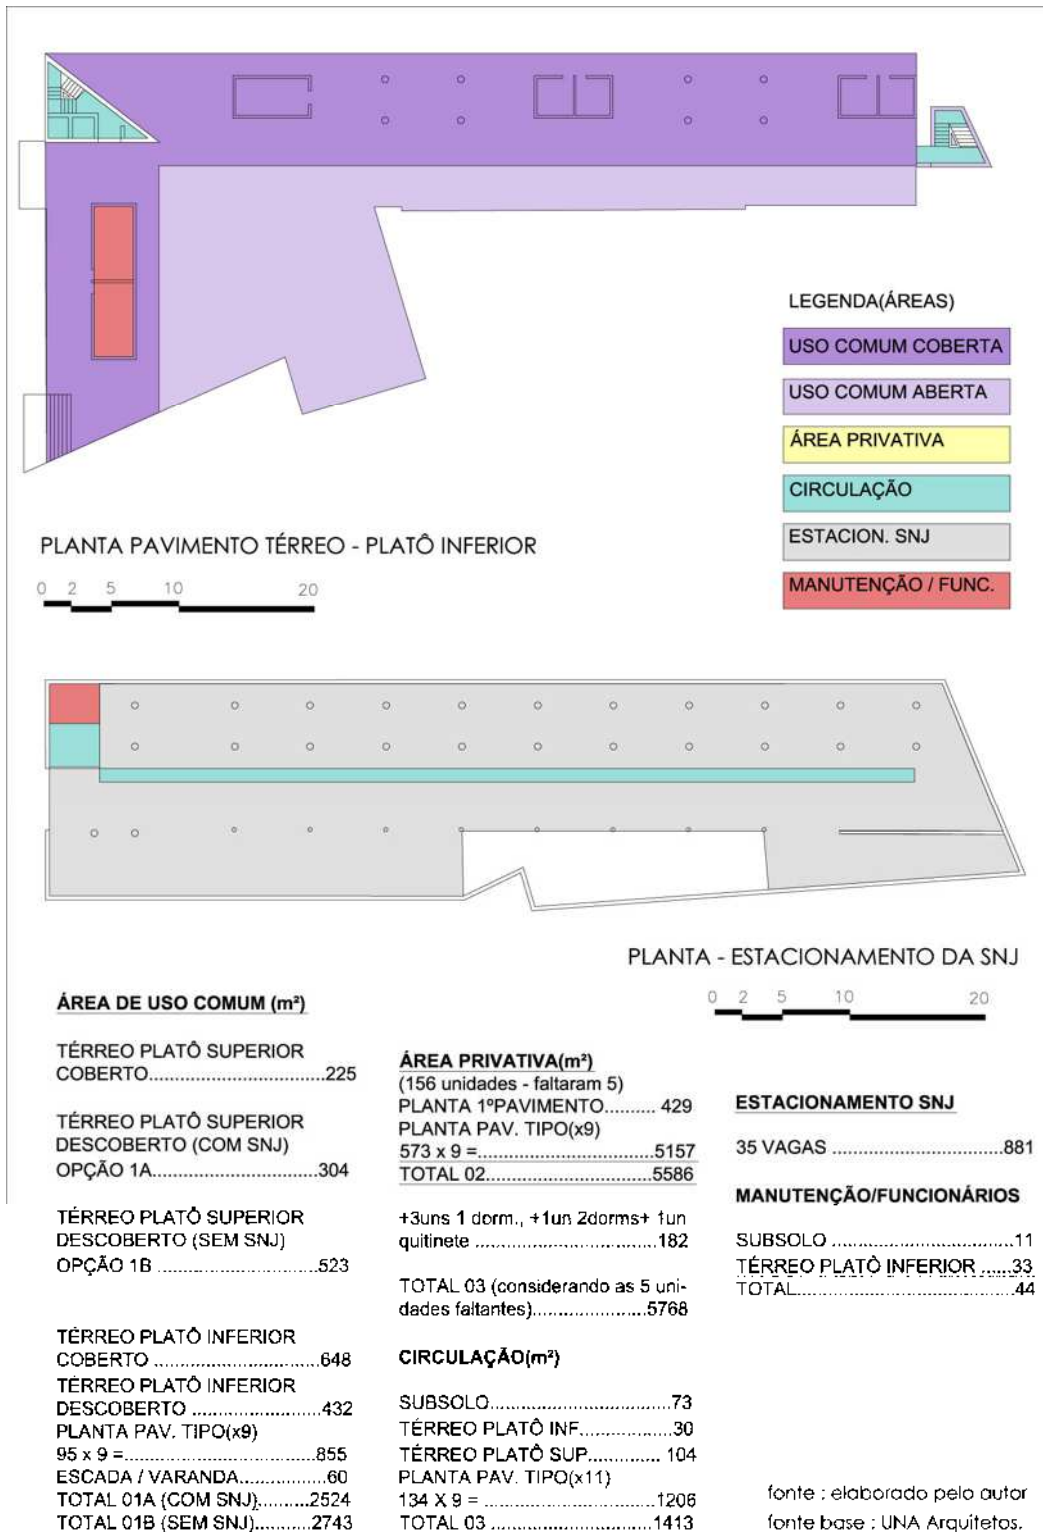 LEGENDA(ÁREAS)
USO COMUM COBERTA
USO COMUM ABERTA
ÁREA PRIVATIVA
CIRCULAÇÃO
ESTACION. SNJ
MANUTENÇÃO / FUNC.
PLANTA PAVIMENTO TÉRREO - PLATÔ INFERIOR
0 2 5 10 20
PLANTA - ESTACIONAMENTO DA SNJ
0 2 5 10 20
ÁREA DE USO COMUM (m²)
TÉRREO PLATÔ SUPERIOR
COBERTO................................225
TÉRREO PLATÔ SUPERIOR
DESCOBERTO (COM SNJ)
OPÇÃO 1A..............................304
TÉRREO PLATÔ SUPERIOR
DESCOBERTO (SEM SNJ)
OPÇÃO 1B .............................523
TÉRREO PLATÔ INFERIOR
COBERTO ..............................648
TÉRREO PLATÔ INFERIOR
DESCOBERTO ........................432
PLANTA PAV. TIPO(x9)
95 x 9 =...................................855
ESCADA / VARANDA................60
TOTAL 01A (COM SNJ)..........2524
TOTAL 01B (SEM SNJ)..........2743
ÁREA PRIVATIVA(m²)
(156 unidades - faltaram 5)
PLANTA 1ºPAVIMENTO.......... 429
PLANTA PAV. TIPO(x9)
573 x 9 =................................5157
TOTAL 02..............................5586
+3uns 1 dorm., +1un 2dorms+ 1un
quitinete .................................182
TOTAL 03 (considerando as 5 uni-
dades faltantes).....................5768
CIRCULAÇÃO(m²)
SUBSOLO.................................73
TÉRREO PLATÔ INF.................30
TÉRREO PLATÔ SUP............. 104
PLANTA PAV. TIPO(x11)
134 X 9 = ...............................1206
TOTAL 03 ..............................1413
ESTACIONAMENTO SNJ
35 VAGAS ...............................881
MANUTENÇÃO/FUNCIONÁRIOS
SUBSOLO .................................11
TÉRREO PLATÔ INFERIOR ......33
TOTAL.......................................44
fonte : elaborado pelo autor
fonte base : UNA Arquitetos.